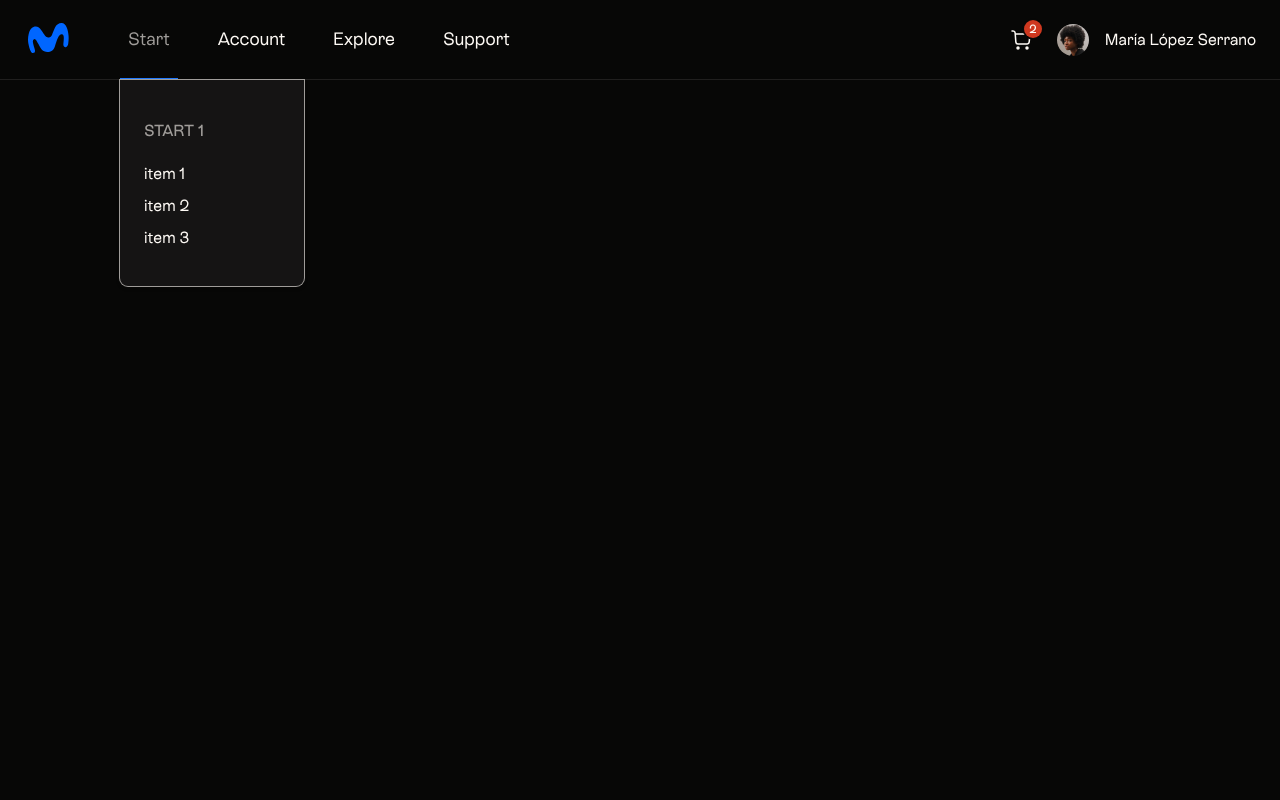 Start Account Explore Support 2 María López Serrano
START 1
item 1
item 2
item 3